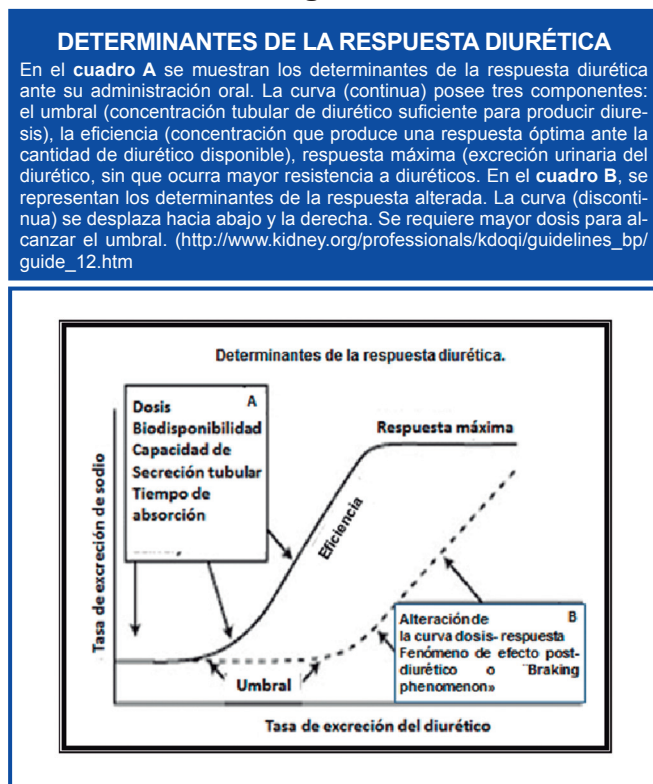 DETERMINANTES DE LA RESPUESTA DIURÉTICA
En el cuadro A se muestran los determinantes de la respuesta diurética
ante su administración oral. La curva (continua) posee tres componentes:
el umbral (concentración tubular de diurético suficiente para producir diure-
sis), la eficiencia (concentración que produce una respuesta óptima ante la
cantidad de diurético disponible), respuesta máxima (excreción urinaria del
diurético, sin que ocurra mayor resistencia a diuréticos. En el cuadro B, se
representan los determinantes de la respuesta alterada. La curva (disconti-
nua) se desplaza hacia abajo y la derecha. Se requiere mayor dosis para al-
canzar el umbral. (http://www.kidney.org/professionals/kdoqi/guidelines_bp/
guide_12.htm
Determinantes de la respuesta diurética.
A
Dosis
Biodisponibilidad
Capacidad de
Secreción tubular
Tiempo de
absorción
Respuesta máxima
Eficiencia
Tasa de excreción de sodio
Umbral
Alteración de B
la curva dosis- respuesta
Fenómeno de efecto post-
diurético o ¨Braking
phenomenon»
Tasa de excreción del diurético